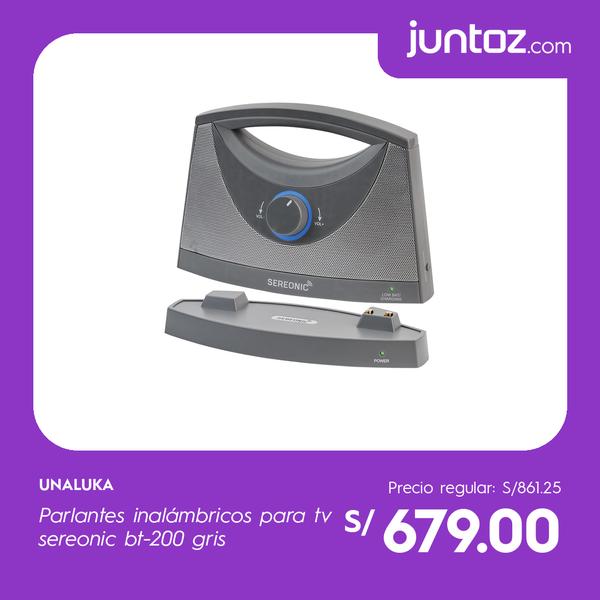 juntoz.com
VOL-
VOL+
SEREONIC
LOW BATT
CHARGING
SEREONIC
POWER
UNALUKA
Precio regular: S/861.25
Parlantes inalámbricos para tv
sereonic bt-200 gris
S/ 679.00